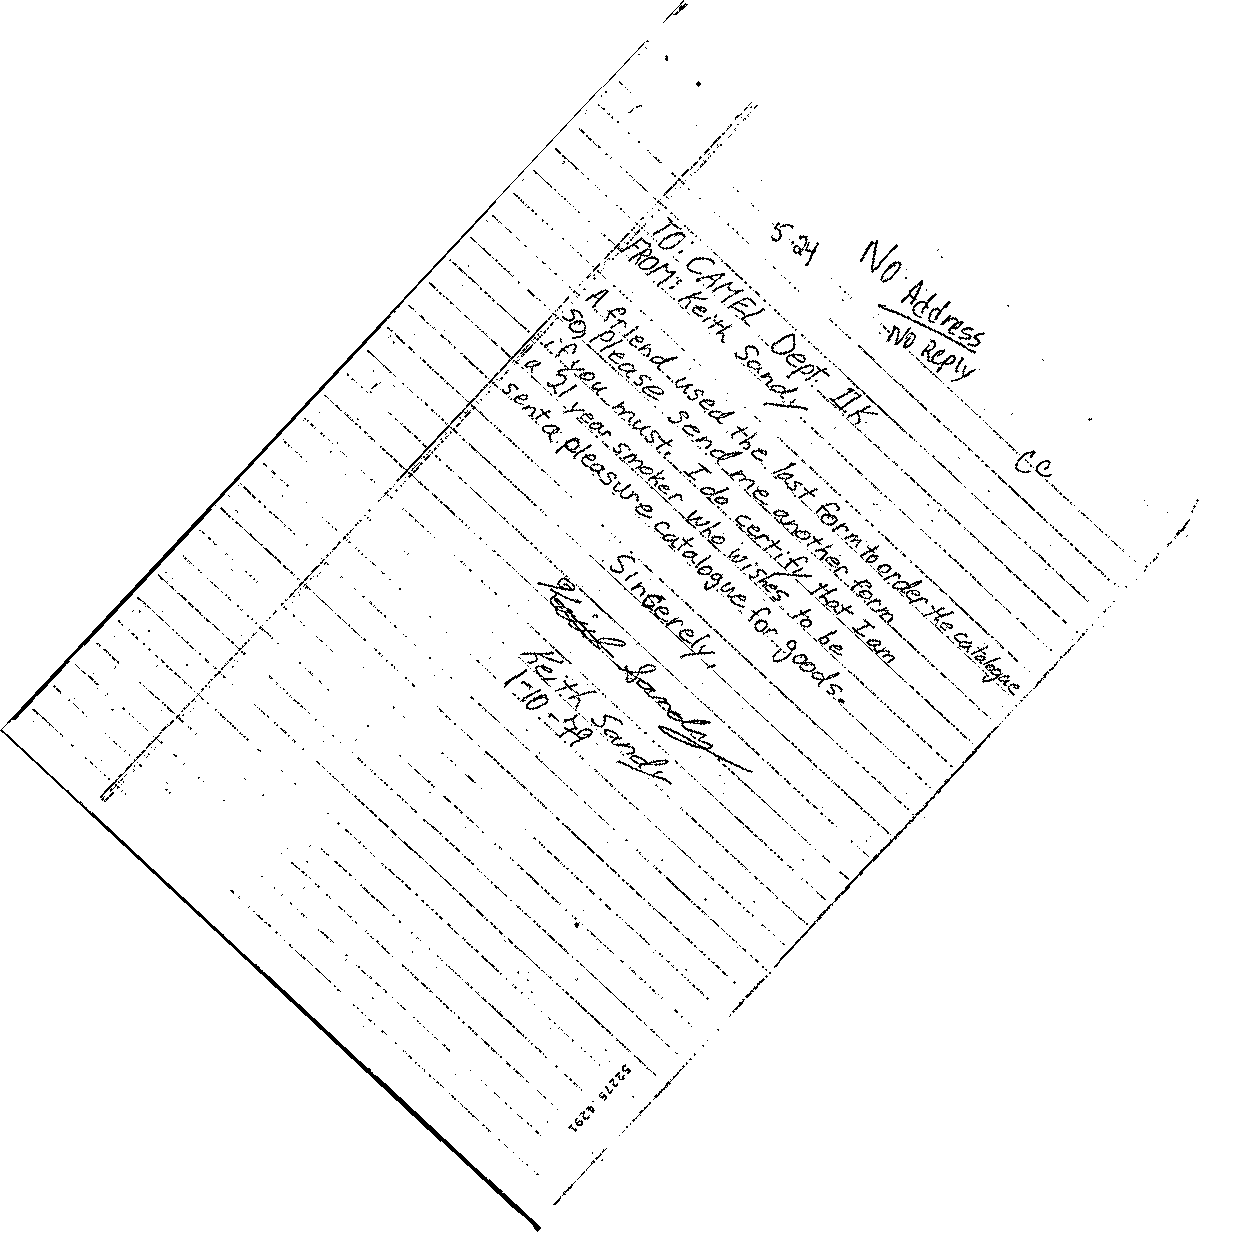 5-24
No Address
-No Reply
CC
TO: CAMEL Dept. IIK
FROM: Keith Sandy
A friend used the last form to order the catalogue
so, please send me another form
if you must. I do certify that I am
a 21 year smoker who wishes to be
sent a pleasure catalogue for goods.
Sincerely,
Keith Sandy
Keith Sandy
1-10-79
52275 4291